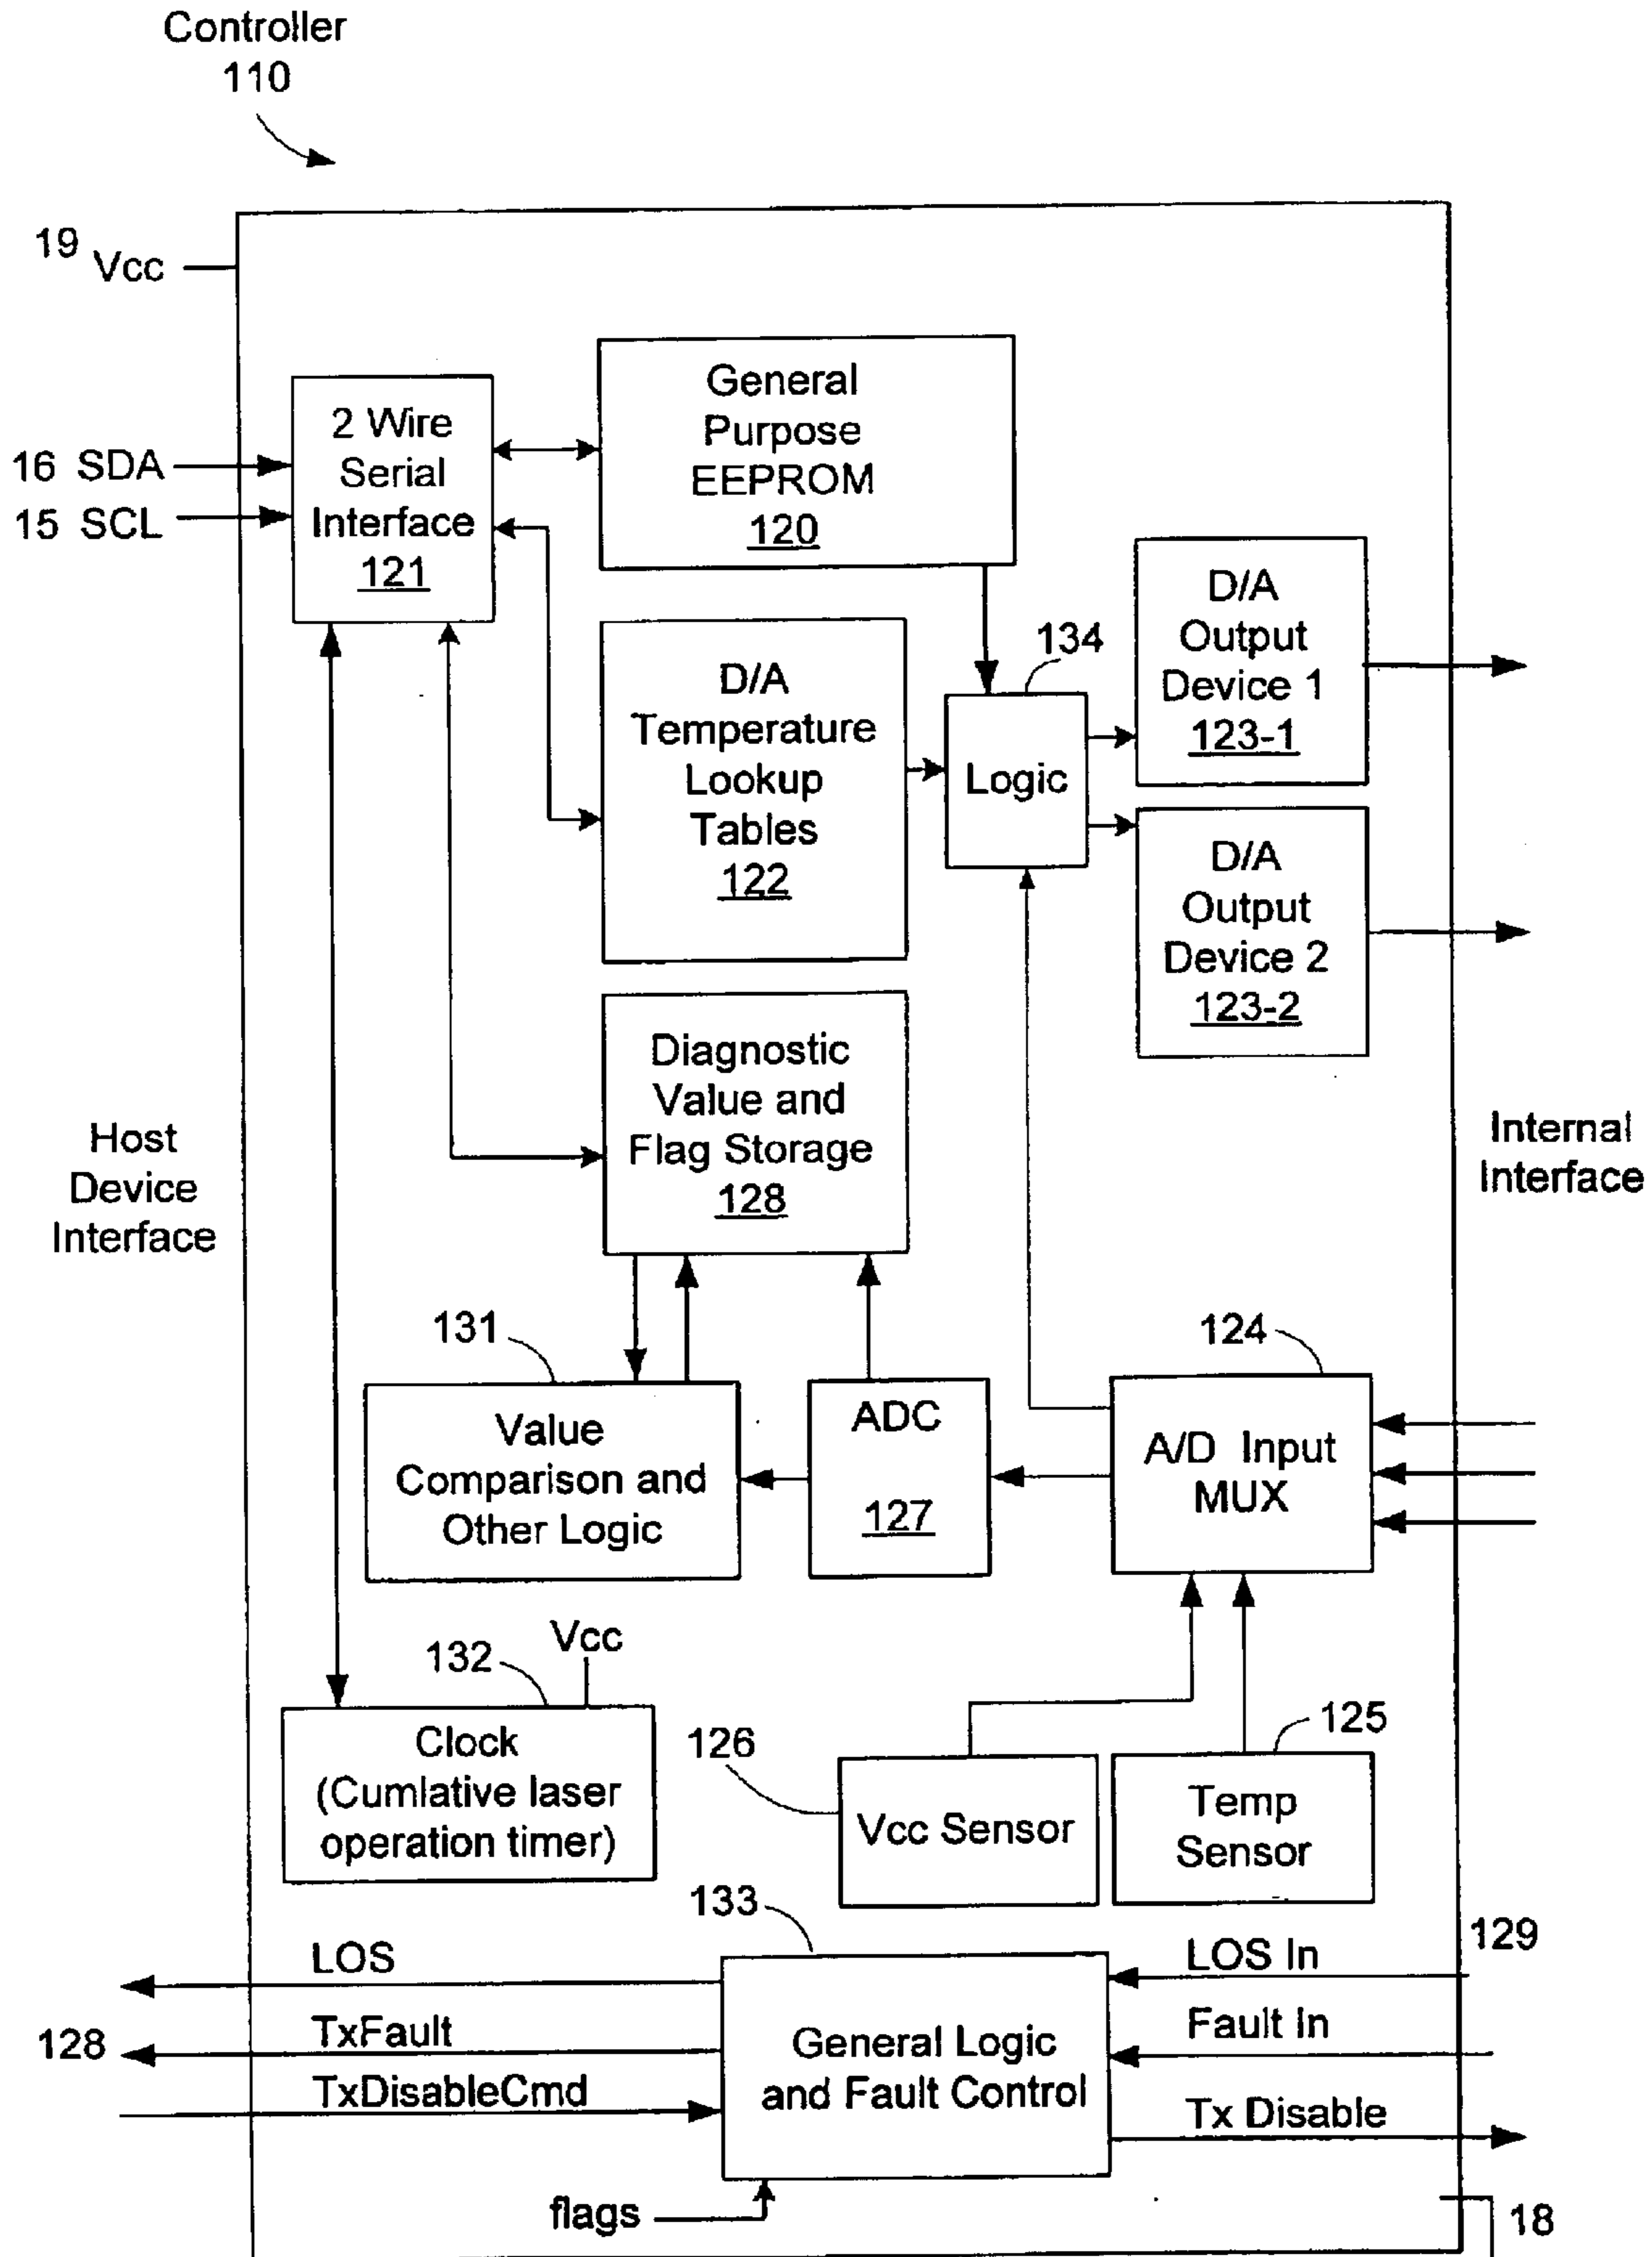 Controller
110
19
Vcc
16 SDA
15 SCL
2 Wire
Serial
Interface
121
General
Purpose
EEPROM
120
D/A
Temperature
Lookup
Tables
122
134
Logic
D/A
Output
Device 1
123-1
D/A
Output
Device 2
123-2
Host
Device
Interface
Internal
Interface
Diagnostic
Value and
Flag Storage
128
131
Value
Comparison and
Other Logic
ADC
127
124
A/D Input
MUX
132
Vcc
Clock
(Cumlative laser
operation timer)
126
Vcc Sensor
125
Temp
Sensor
133
General Logic
and Fault Control
LOS
TxFault
TxDisableCmd
128
LOS In
Fault In
Tx Disable
129
flags
18